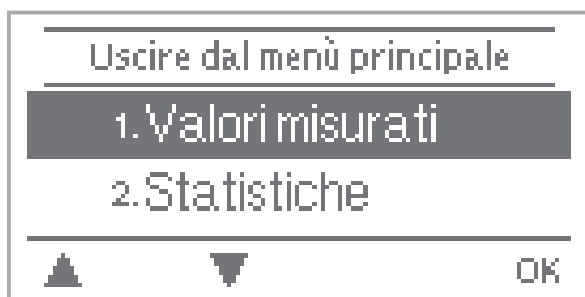 Uscire dal menù principale
1. Valori misurati
2. Statistiche
OK